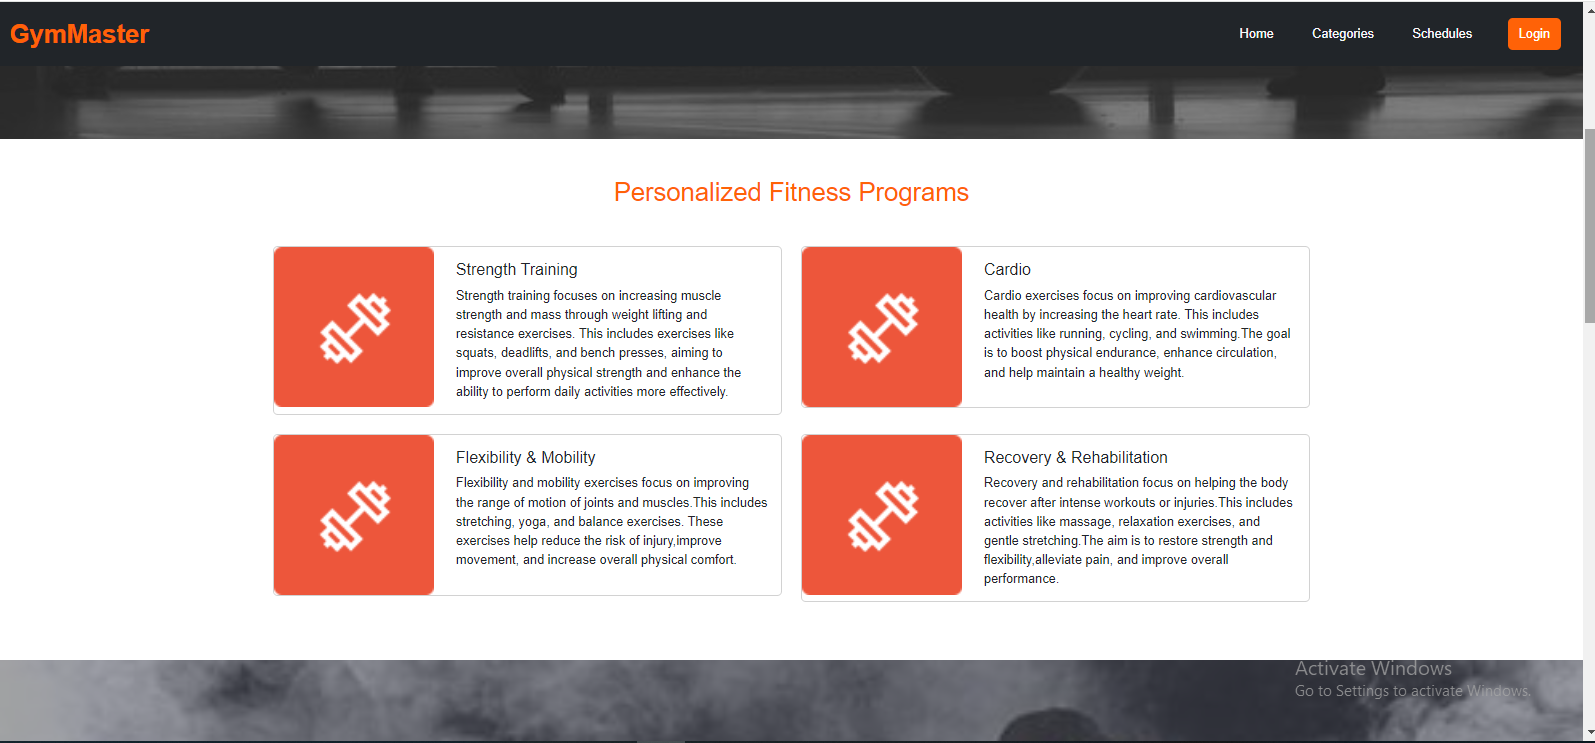 GymMaster
Home
Categories
Schedules
Login
Personalized Fitness Programs
Strength Training
Strength training focuses on increasing muscle
strength and mass through weight lifting and
resistance exercises. This includes exercises like
squats, deadlifts, and bench presses, aiming to
improve overall physical strength and enhance the
ability to perform daily activities more effectively.
Cardio
Cardio exercises focus on improving cardiovascular
health by increasing the heart rate. This includes
activities like running, cycling, and swimming.The goal
is to boost physical endurance, enhance circulation,
and help maintain a healthy weight.
Flexibility & Mobility
Flexibility and mobility exercises focus on improving
the range of motion of joints and muscles.This includes
stretching, yoga, and balance exercises. These
exercises help reduce the risk of injury,improve
movement, and increase overall physical comfort.
Recovery & Rehabilitation
Recovery and rehabilitation focus on helping the body
recover after intense workouts or injuries.This includes
activities like massage, relaxation exercises, and
gentle stretching.The aim is to restore strength and
flexibility,alleviate pain, and improve overall
performance.
Activate Windows
Go to Settings to activate Windows.